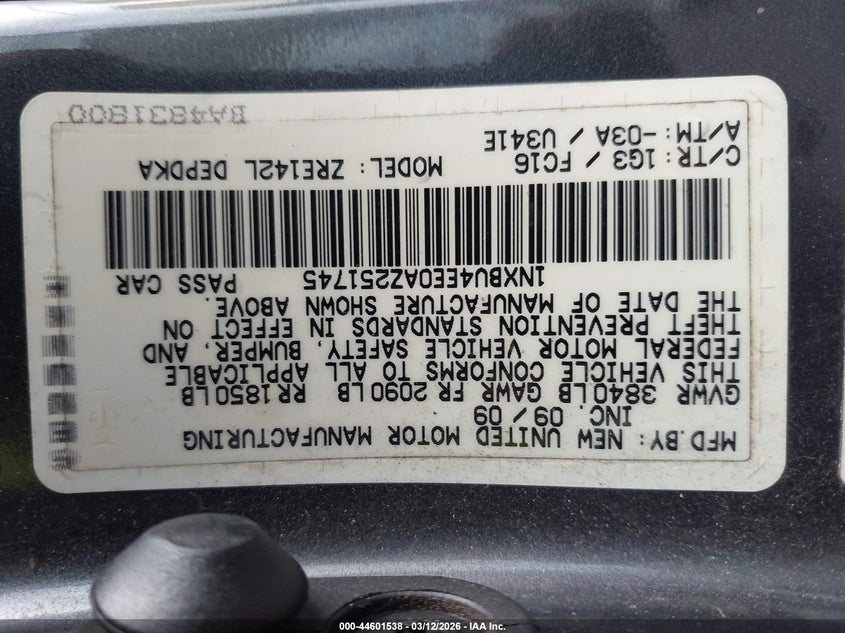 MFD.BY: NEW UNITED MOTOR MANUFACTURING
INC. 09/09
GVWR 3840LB GAWR FR 2090LB RR1850LB
THIS VEHICLE CONFORMS TO ALL APPLICABLE
FEDERAL MOTOR VEHICLE SAFETY, BUMPER, AND
THEFT PREVENTION STANDARDS IN EFFECT ON
THE DATE OF MANUFACTURE SHOWN ABOVE.
1NXBU4EE0AZ251745 PASS CAR
C/TR: 1G3 / FC16 MODEL: ZRE142L DEPDKA
A/TM: -03A / U341E
BA4831800
000-44601538 - 03/12/2026 - IAA Inc.